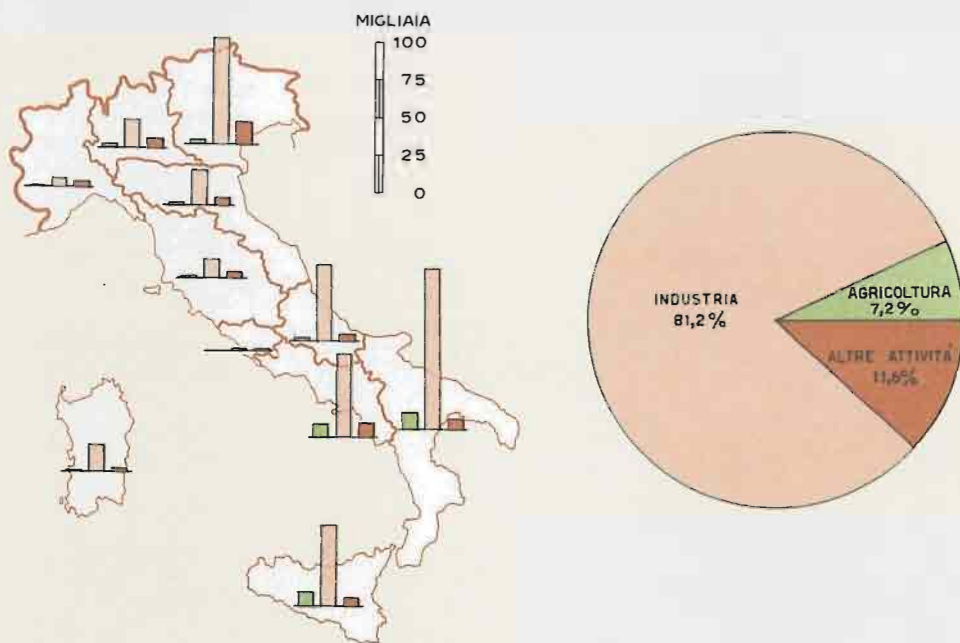 MIGLIAIA
100
75
50
25
0
INDUSTRIA
81,2%
AGRICOLTURA
7,2%
ALTRE ATTIVITÀ
11,6%